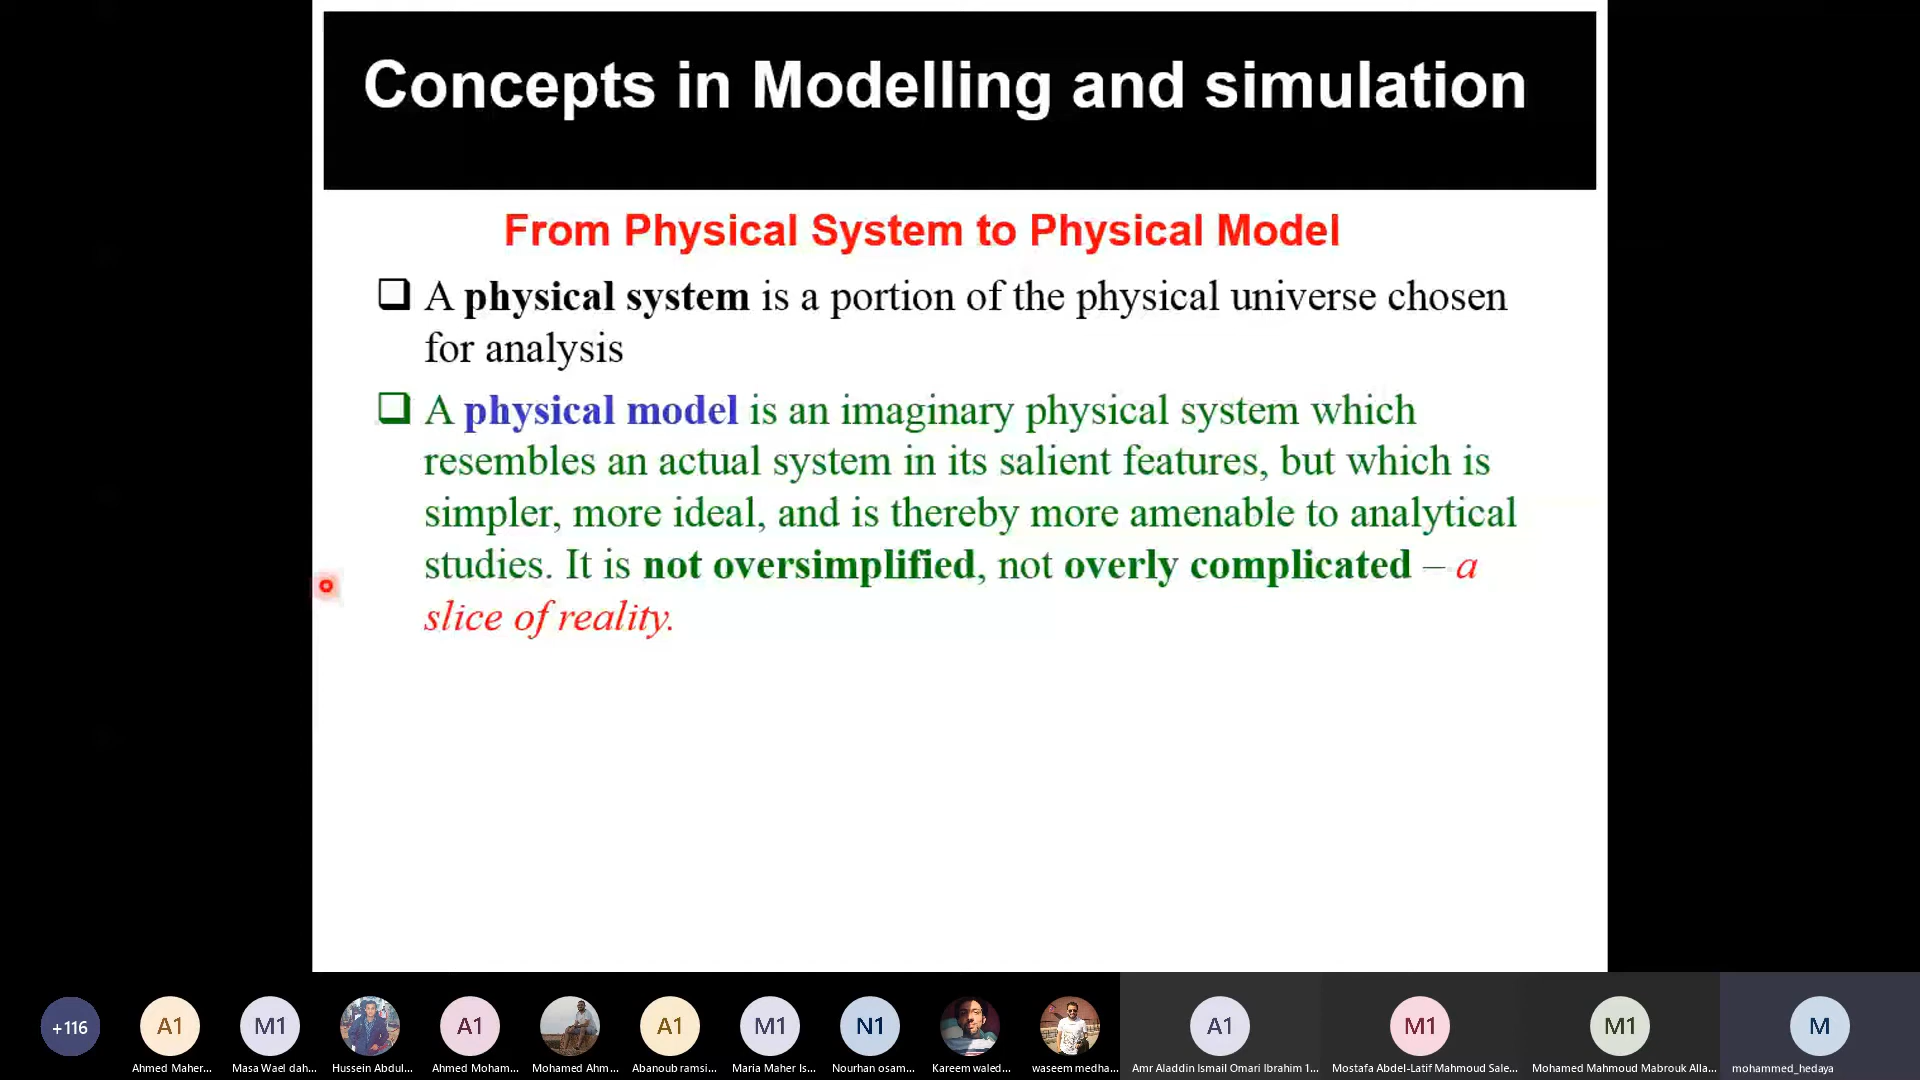 Concepts in Modelling and simulation
From Physical System to Physical Model
❑ A physical system is a portion of the physical universe chosen
for analysis
❑ A physical model is an imaginary physical system which
resembles an actual system in its salient features, but which is
simpler, more ideal, and is thereby more amenable to analytical
studies. It is not oversimplified, not overly complicated – a
slice of reality.
+116 A1 M1 A1 A1 M1 N1 A1 M1 M1 M
Ahmed Maher... Masa Wael dah... Hussein Abdul... Ahmed Moham... Mohamed Ahm... Abanoub ramsi... Maria Maher Is... Nourhan osam... Kareem waled... waseem medha... Amr Aladdin Ismail Omari Ibrahim 1... Mostafa Abdel-Latif Mahmoud Sale... Mohamed Mahmoud Mabrouk Alla... mohammed_hedaya